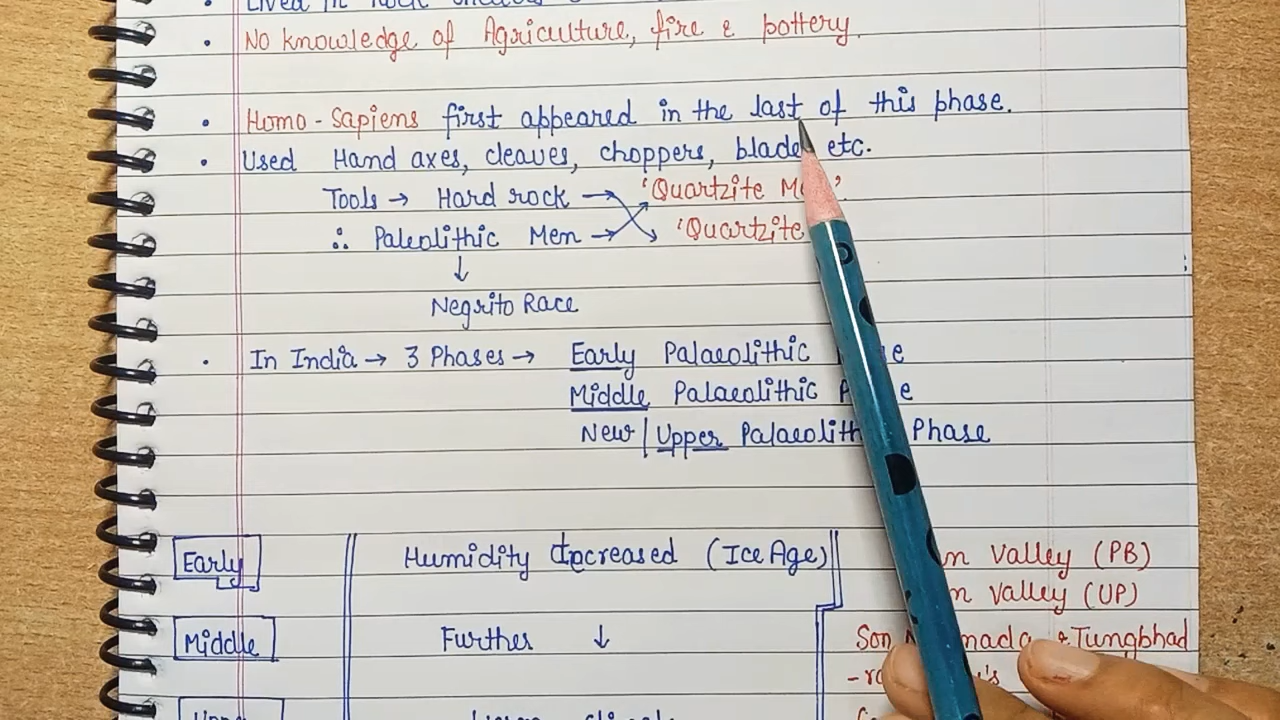 • No knowledge of Agriculture, fire & pottery.
• Homo-Sapiens first appeared in the last of this phase.
• Used Hand axes, cleaves, choppers, blade etc.
Tools → Hard rock → 'Quartzite
∴ Paleolithic Men → 'Quartzite
↓
Negrito Race
• In India → 3 Phases → Early Palaeolithic
Middle Palaeolithic
New | Upper Phase
Early Humidity decreased (Ice Age) Valley (PB)
Valley (UP)
Middle Further ↓ Son & Tungbhad